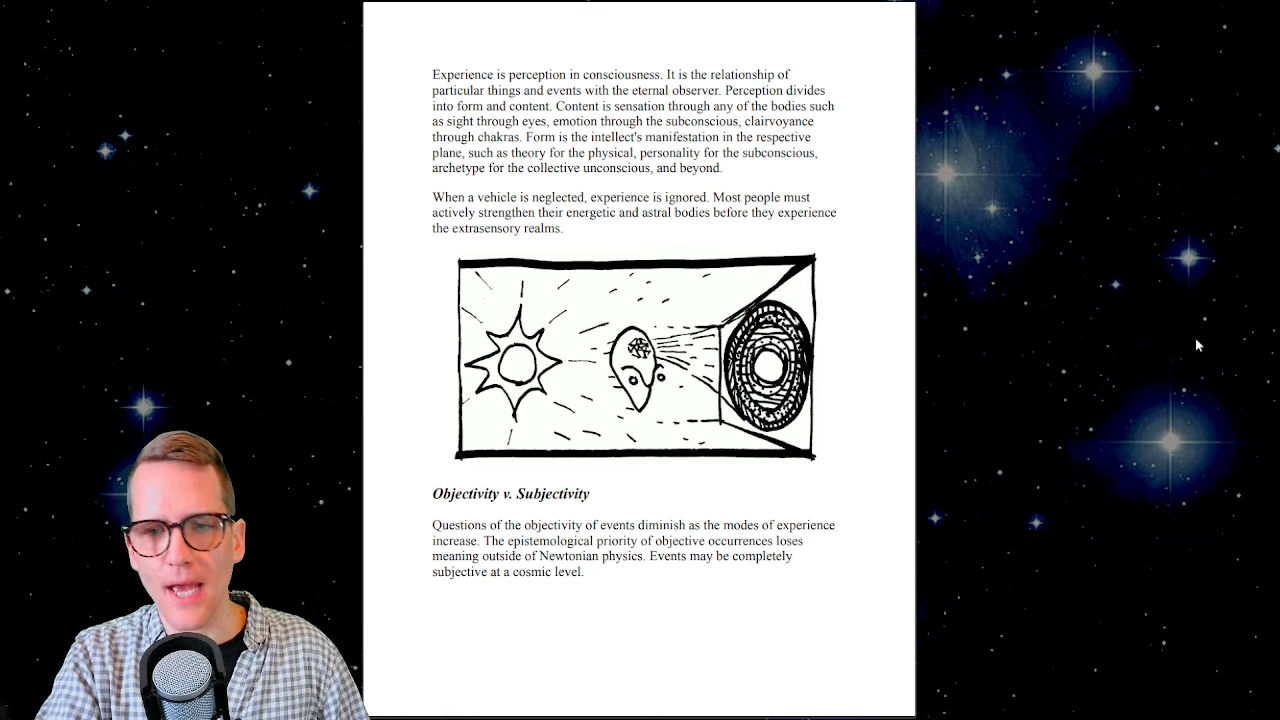 Experience is perception in consciousness. It is the relationship of
particular things and events with the eternal observer. Perception divides
into form and content. Content is sensation through any of the bodies such
as sight through eyes, emotion through the subconscious, clairvoyance
through chakras. Form is the intellect's manifestation in the respective
plane, such as theory for the physical, personality for the subconscious,
archetype for the collective unconscious, and beyond.
When a vehicle is neglected, experience is ignored. Most people must
actively strengthen their energetic and astral bodies before they experience
the extrasensory realms.
Objectivity v. Subjectivity
Questions of the objectivity of events diminish as the modes of experience
increase. The epistemological priority of objective occurrences loses
meaning outside of Newtonian physics. Events may be completely
subjective at a cosmic level.